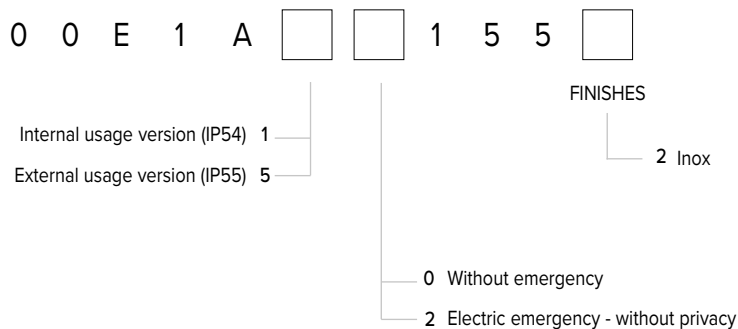 0 0 E 1 A 1 5 5
FINISHES
Internal usage version (IP54) 1
2 Inox
External usage version (IP55) 5
0 Without emergency
2 Electric emergency - without privacy